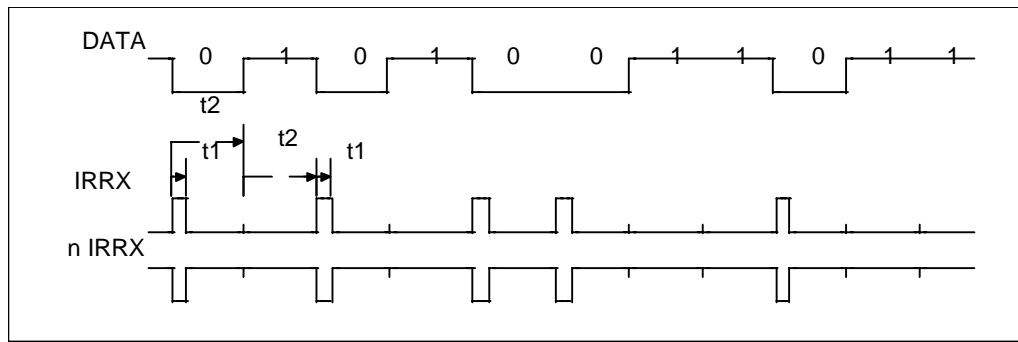 DATA
0 1 0 1 0 0 1 1 0 1 1
t2
t1 t2 t1
IRRX
n IRRX